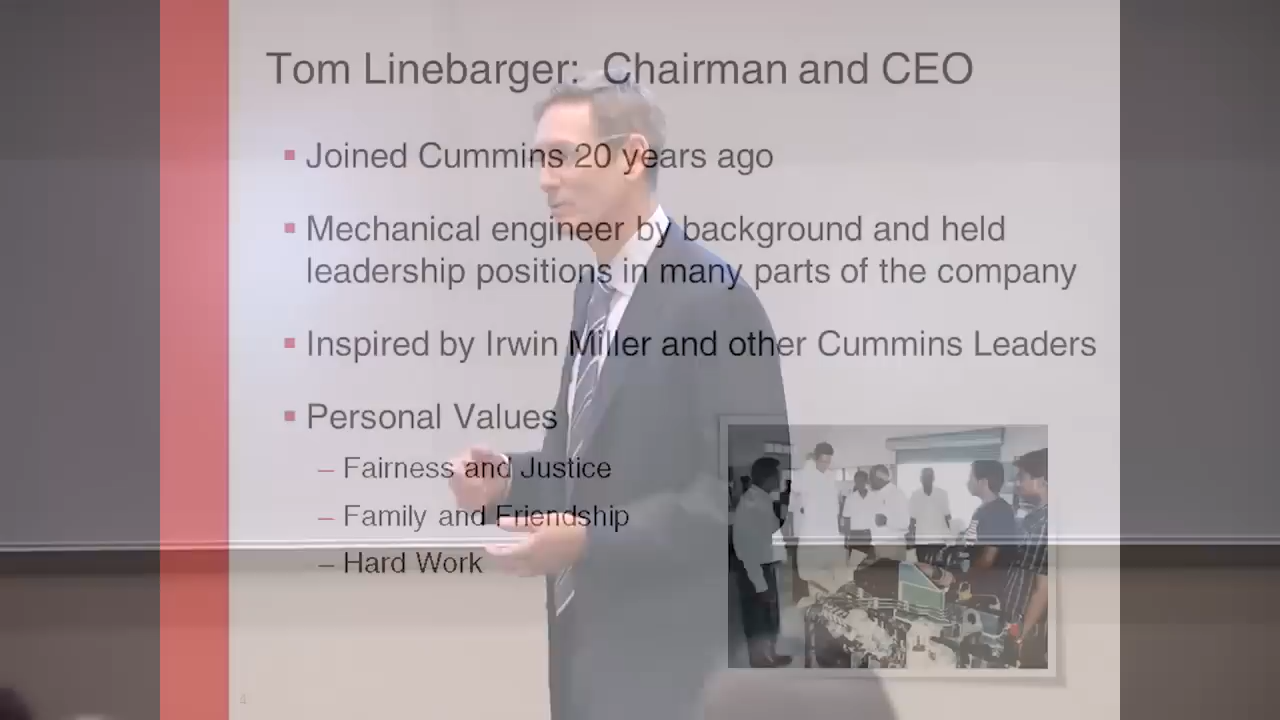 Tom Linebarger: Chairman and CEO
Joined Cummins 20 years ago
Mechanical engineer by background and held
leadership positions in many parts of the company
Inspired by Irwin Miller and other Cummins Leaders
Personal Values
– Fairness and Justice
– Family and Friendship
– Hard Work
4